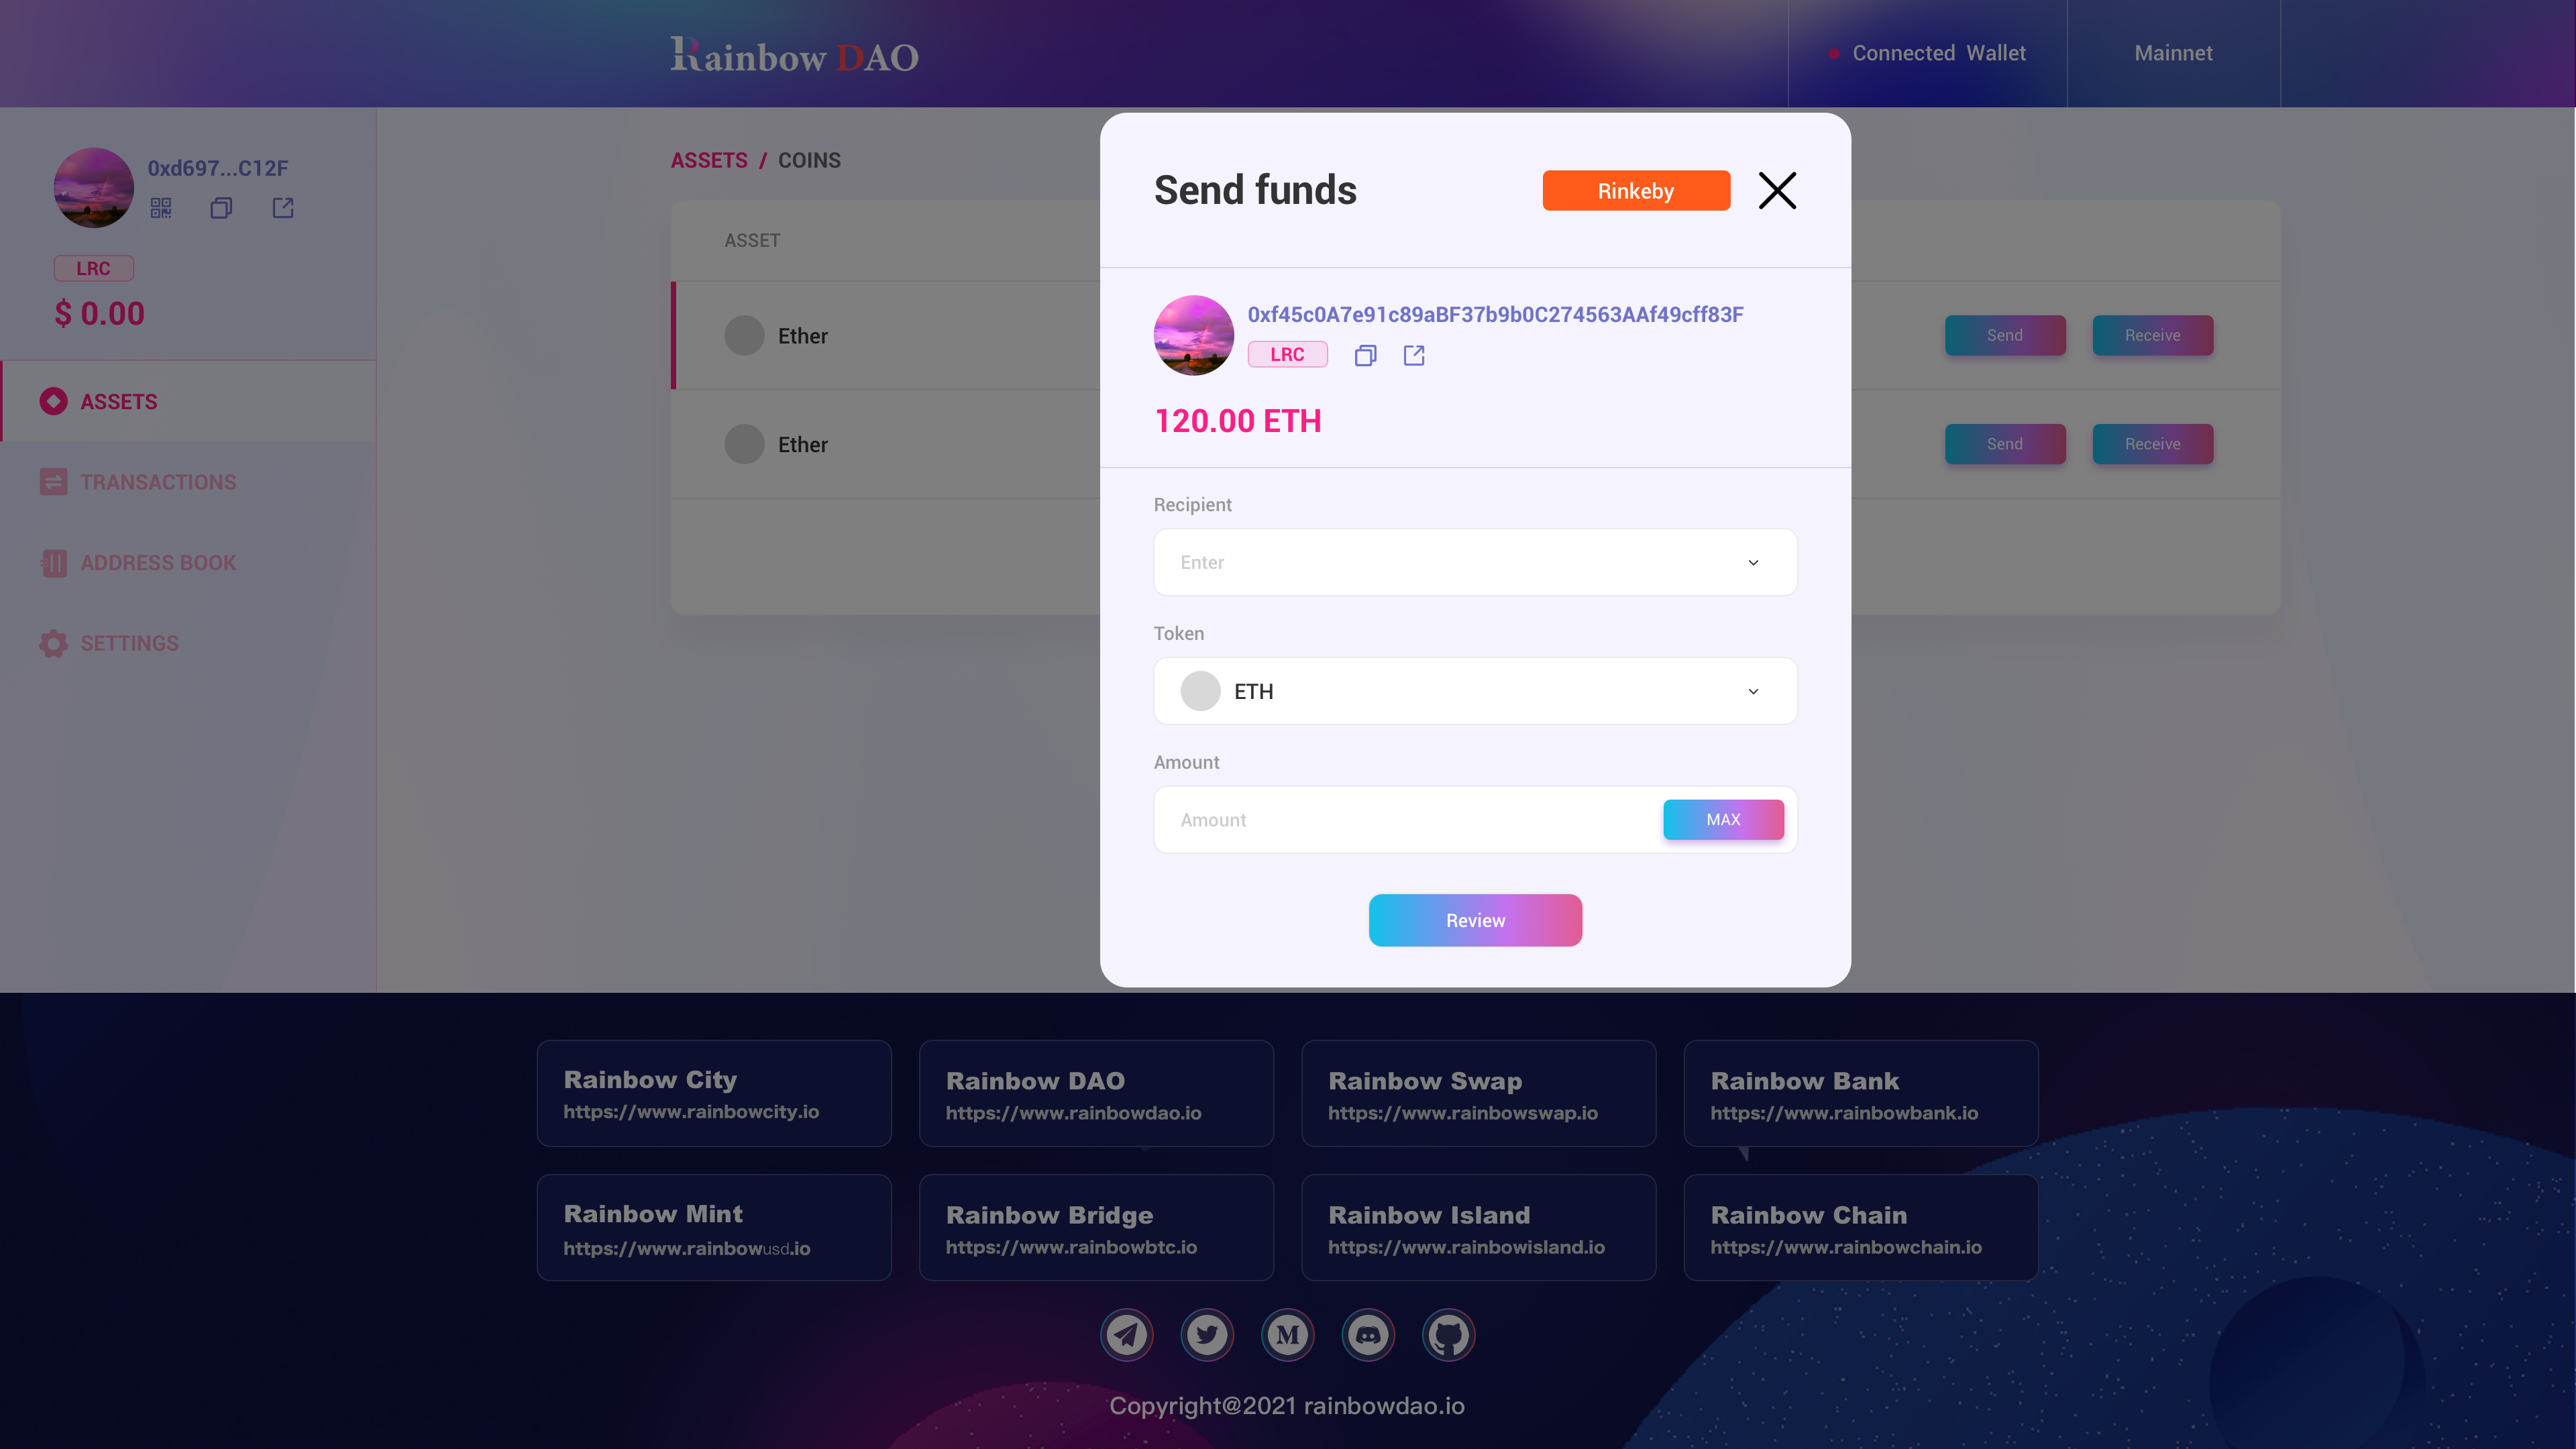 Rainbow DAO
Connected Wallet
Mainnet
0xd697...C12F
LRC
$ 0.00
ASSETS
TRANSACTIONS
ADDRESS BOOK
SETTINGS
ASSETS / COINS
ASSET
Ether
Send
Receive
Ether
Send
Receive
Send funds
Rinkeby
0xf45c0A7e91c89aBF37b9b0C274563AAf49cff83F
LRC
120.00 ETH
Recipient
Enter
Token
ETH
Amount
Amount
MAX
Review
Rainbow City
https://www.rainbowcity.io
Rainbow DAO
https://www.rainbowdao.io
Rainbow Swap
https://www.rainbowswap.io
Rainbow Bank
https://www.rainbowbank.io
Rainbow Mint
https://www.rainbowusd.io
Rainbow Bridge
https://www.rainbowbtc.io
Rainbow Island
https://www.rainbowisland.io
Rainbow Chain
https://www.rainbowchain.io
M
Copyright@2021 rainbowdao.io